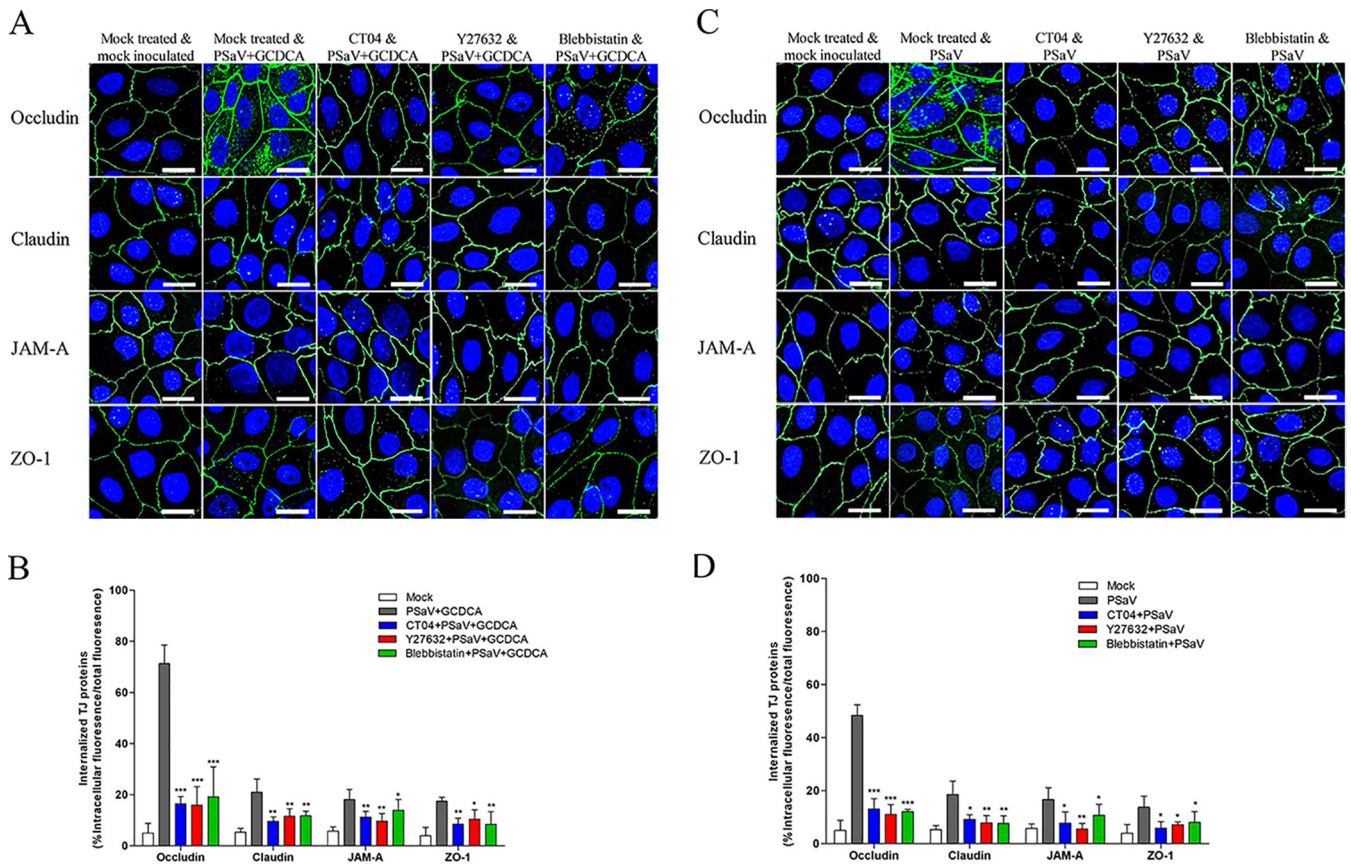 A
Mock treated & mock inoculated
Mock treated & PSaV+GCDCA
CT04 & PSaV+GCDCA
Y27632 & PSaV+GCDCA
Blebbistatin & PSaV+GCDCA
Occludin
Claudin
JAM-A
ZO-1
C
Mock treated & mock inoculated
Mock treated & PSaV
CT04 & PSaV
Y27632 & PSaV
Blebbistatin & PSaV
Occludin
Claudin
JAM-A
ZO-1
B
Internalized TJ proteins
(%Intracellular fluoresence/total fluoresence)
100
80
60
40
20
0
Mock
PSaV+GCDCA
CT04+PSaV+GCDCA
Y27632+PSaV+GCDCA
Blebbistatin+PSaV+GCDCA
*** *** ***
** ** **
** ** *
** * **
Occludin Claudin JAM-A ZO-1
D
Internalized TJ proteins
(%Intracellular fluoresence/total fluoresence)
100
80
60
40
20
0
Mock
PSaV
CT04+PSaV
Y27632+PSaV
Blebbistatin+PSaV
*** *** ***
* ** **
* ** *
* * *
Occludin Claudin JAM-A ZO-1